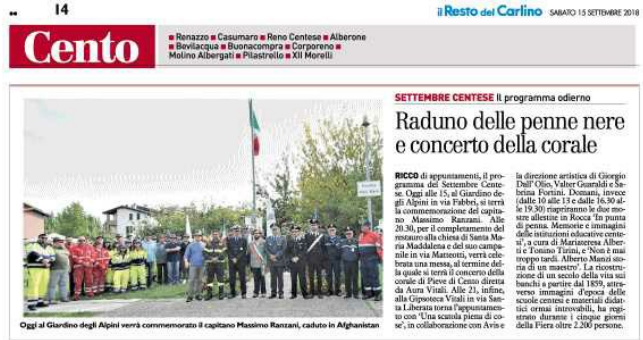 14
il Resto del Carlino SABATO 15 SETTEMBRE 2018
Cento
■ Renazzo ■ Casumaro ■ Reno Centese ■ Alberone
■ Bevilacqua ■ Buonacompra ■ Corporeno ■
Molino Albergati ■ Pilastrello ■ XII Morelli
SETTEMBRE CENTESE Il programma odierno
Raduno delle penne nere
e concerto della corale
RICCO di appuntamenti, il pro-
gramma del Settembre Cente-
se. Oggi alle 15, al Giardino de-
gli Alpini in via Fabbri, si terrà
la commemorazione del capita-
no Massimo Ranzani. Alle
20.30, per il completamento del
restauro alla chiesa di Santa Ma-
ria Maddalena e del suo campa-
nile in via Matteotti, verrà cele-
brata una messa, al termine del-
la quale si terrà il concerto della
corale di Pieve di Cento diretta
da Aura Vitali. Alle 21, infine,
alla Gipsoteca Vitali in via San-
ta Liberata torna l'appuntamen-
to con 'Una scatola piena di co-
se', in collaborazione con Avis e
la direzione artistica di Giorgio
Dall'Olio, Valter Guaraldi e Sa-
brina Fortini. Domani, invece
(dalle 10 alle 13 e dalle 16.30 al-
le 19.30) riapriranno le due mo-
stre allestite in Rocca 'In punta
di penna. Memorie e immagini
delle istituzioni educative cente-
si', a cura di Mariateresa Alber-
ti e Tonino Tirini, e 'Non è mai
troppo tardi. Alberto Manzi sto-
ria di un maestro'. La ricostru-
zione di un secolo della vita sui
banchi a partire dal 1859, attra-
verso immagini d'epoca delle
scuole centesi e materiali didat-
tici ormai introvabili, ha regi-
strato durante i cinque giorni
della Fiera oltre 2.200 persone.
Oggi al Giardino degli Alpini verrà commemorato il capitano Massimo Ranzani, caduto in Afghanistan